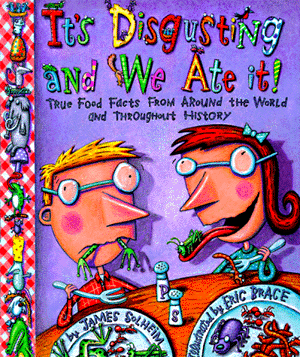 It's Disgusting
and We Ate it!
True Food Facts From Around the World
and Throughout History
P
S
by James Solheim
illustrated by Eric Brace